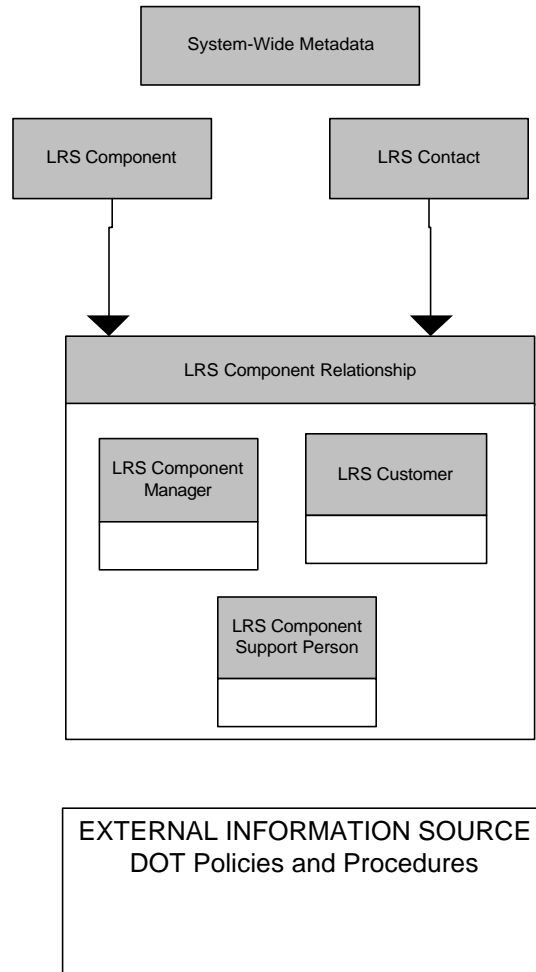 System-Wide Metadata
LRS Component
LRS Contact
LRS Component Relationship
LRS Component
Manager
LRS Customer
LRS Component
Support Person
EXTERNAL INFORMATION SOURCE
DOT Policies and Procedures